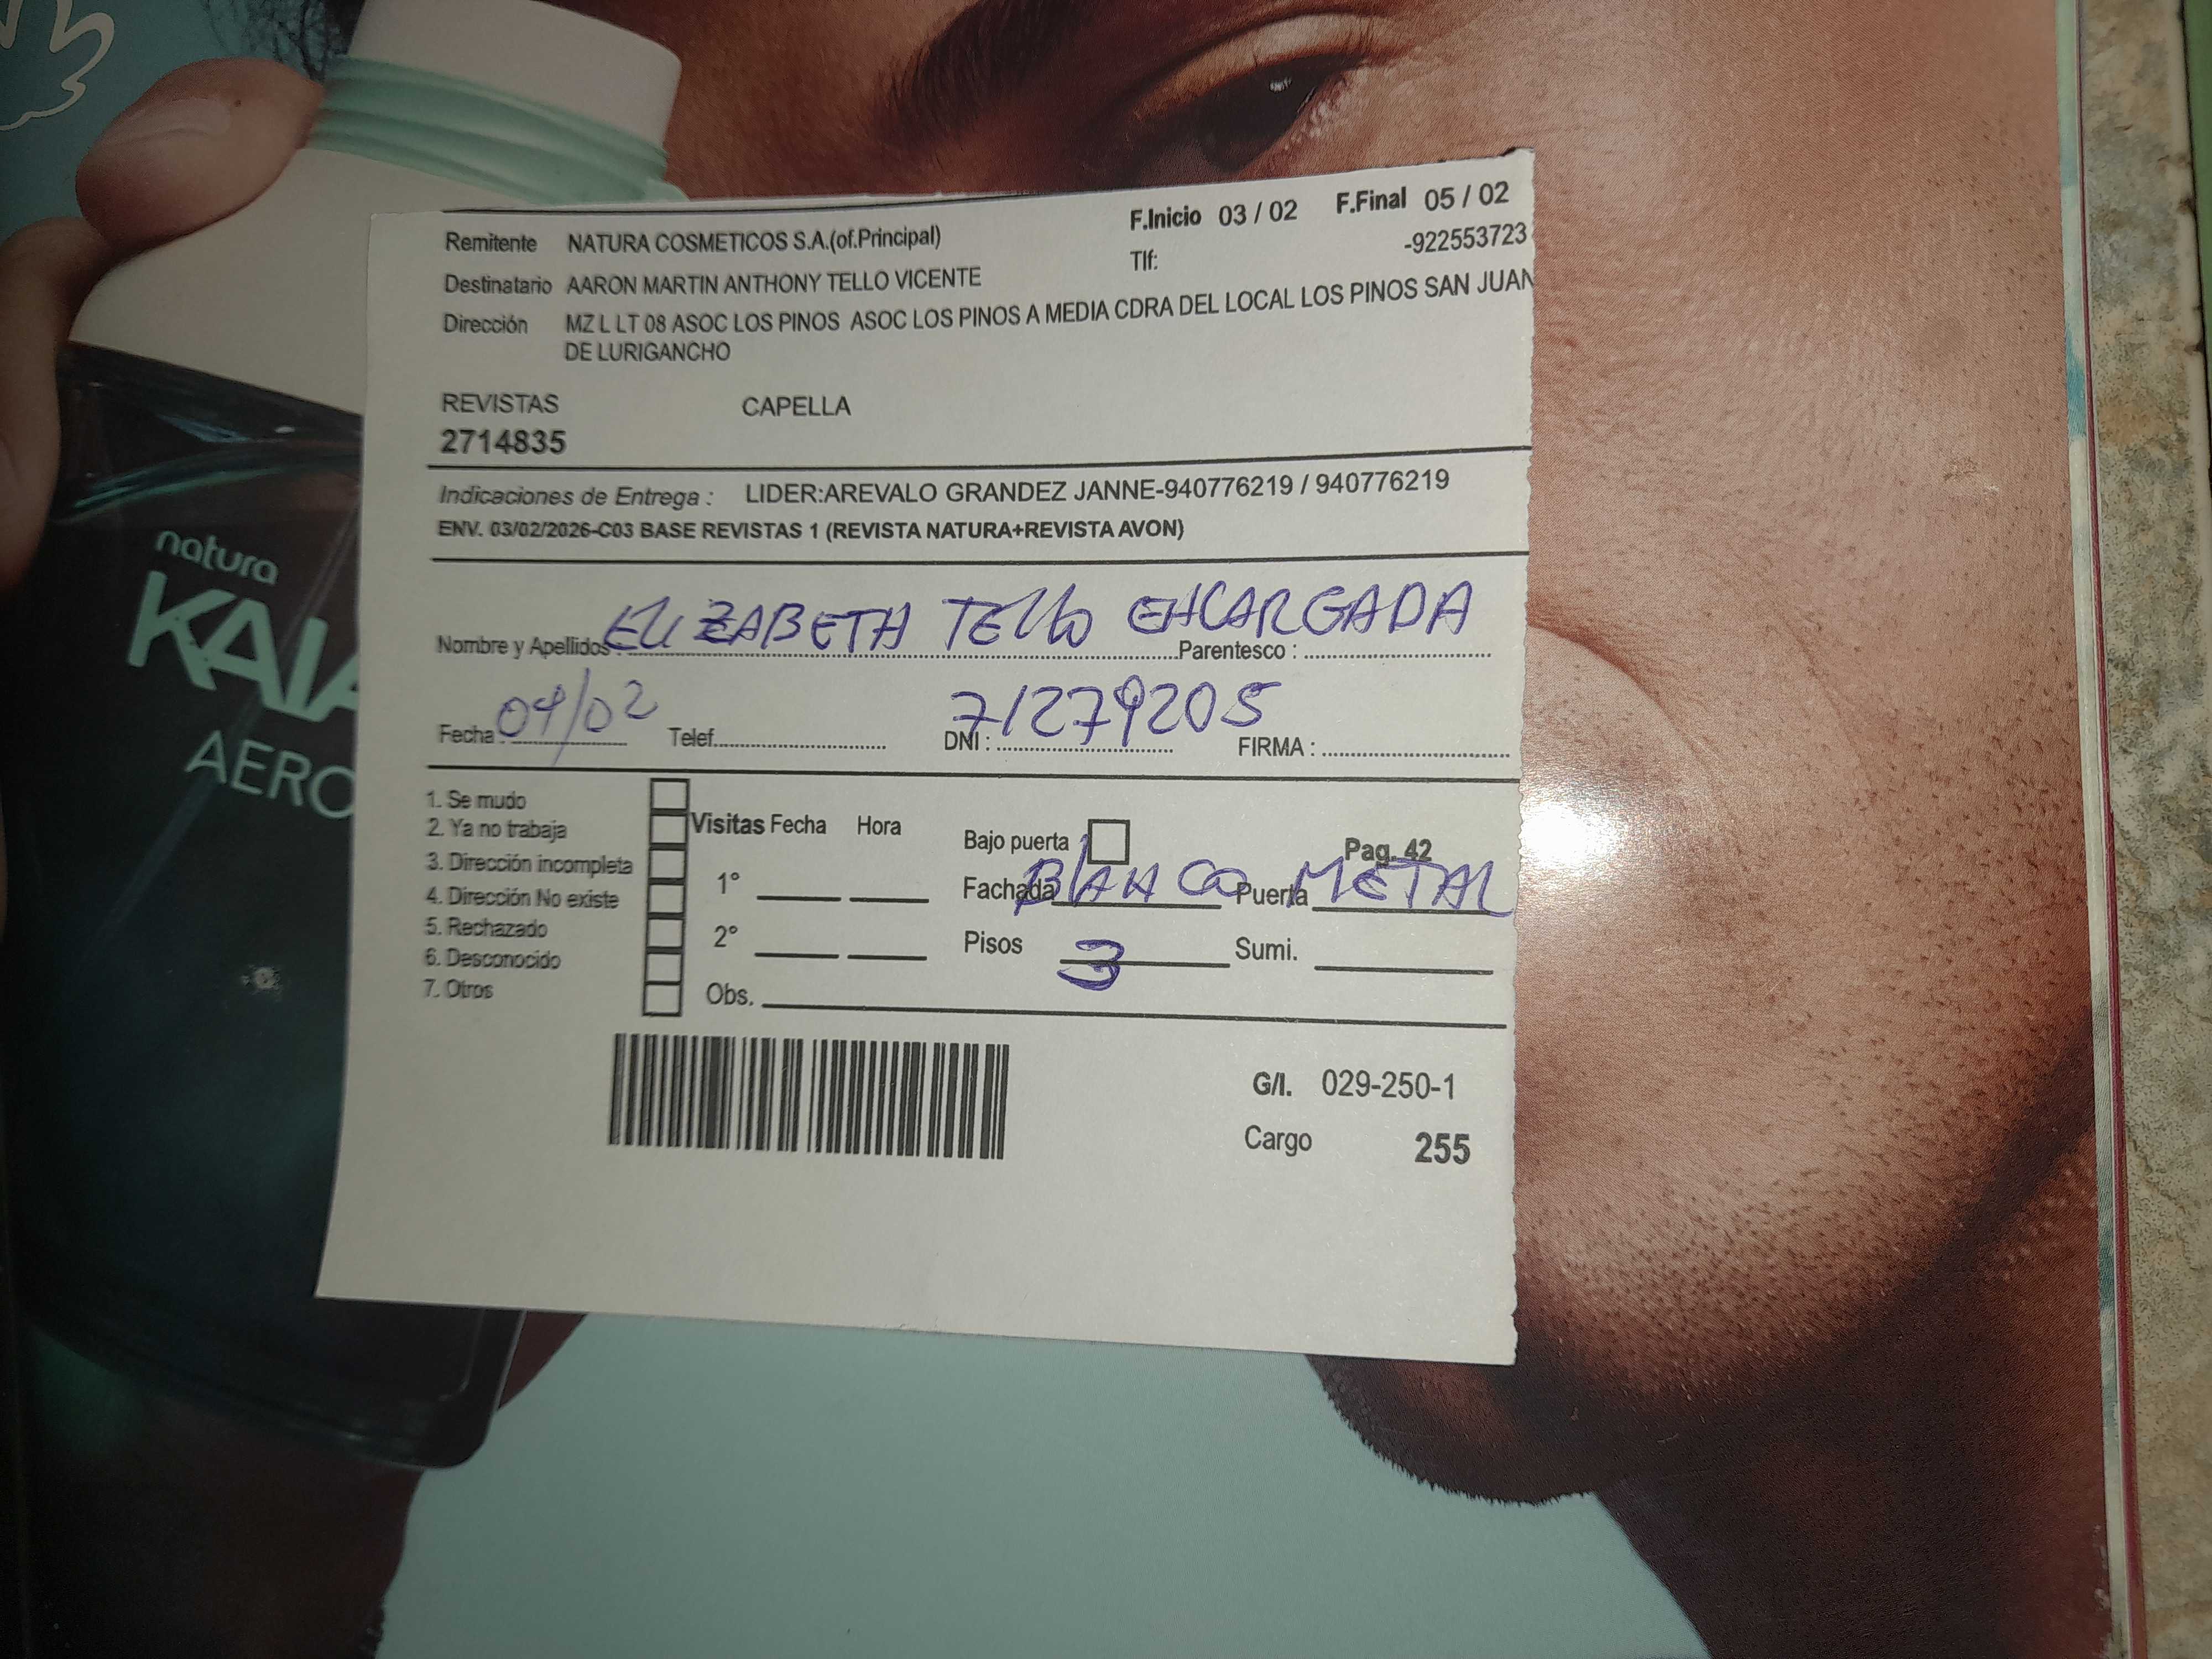 F.Inicio 03 / 02 F.Final 05 / 02
Remitente NATURA COSMETICOS S.A.(of.Principal) Tlf: -922553723
Destinatario AARON MARTIN ANTHONY TELLO VICENTE
Dirección MZ L LT 08 ASOC LOS PINOS ASOC LOS PINOS A MEDIA CDRA DEL LOCAL LOS PINOS SAN JUAN
DE LURIGANCHO
REVISTAS CAPELLA
2714835
Indicaciones de Entrega : LIDER:AREVALO GRANDEZ JANNE-940776219 / 940776219
ENV. 03/02/2026-C03 BASE REVISTAS 1 (REVISTA NATURA+REVISTA AVON)
Nombre y Apellidos : ELIZABETH TELLO Parentesco : ENCARGADA
Fecha : 04/02 Telef. DNI : 71279205 FIRMA :
1. Se mudo
2. Ya no trabaja
3. Dirección incompleta
4. Dirección No existe
5. Rechazado
6. Desconocido
7. Otros
Visitas Fecha Hora
1°
2°
Obs.
Bajo puerta Pag. 42
Fachada BLANCO Puerta METAL
Pisos 3 Sumi.
G/I. 029-250-1
Cargo 255
natura
KAIA
AERO